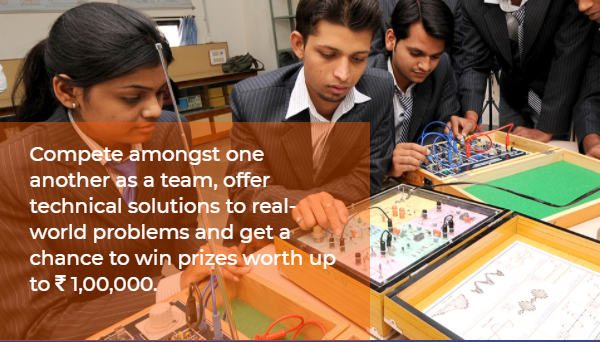 Compete amongst one
another as a team, offer
technical solutions to real-
world problems and get a
chance to win prizes worth up
to ₹ 1,00,000.